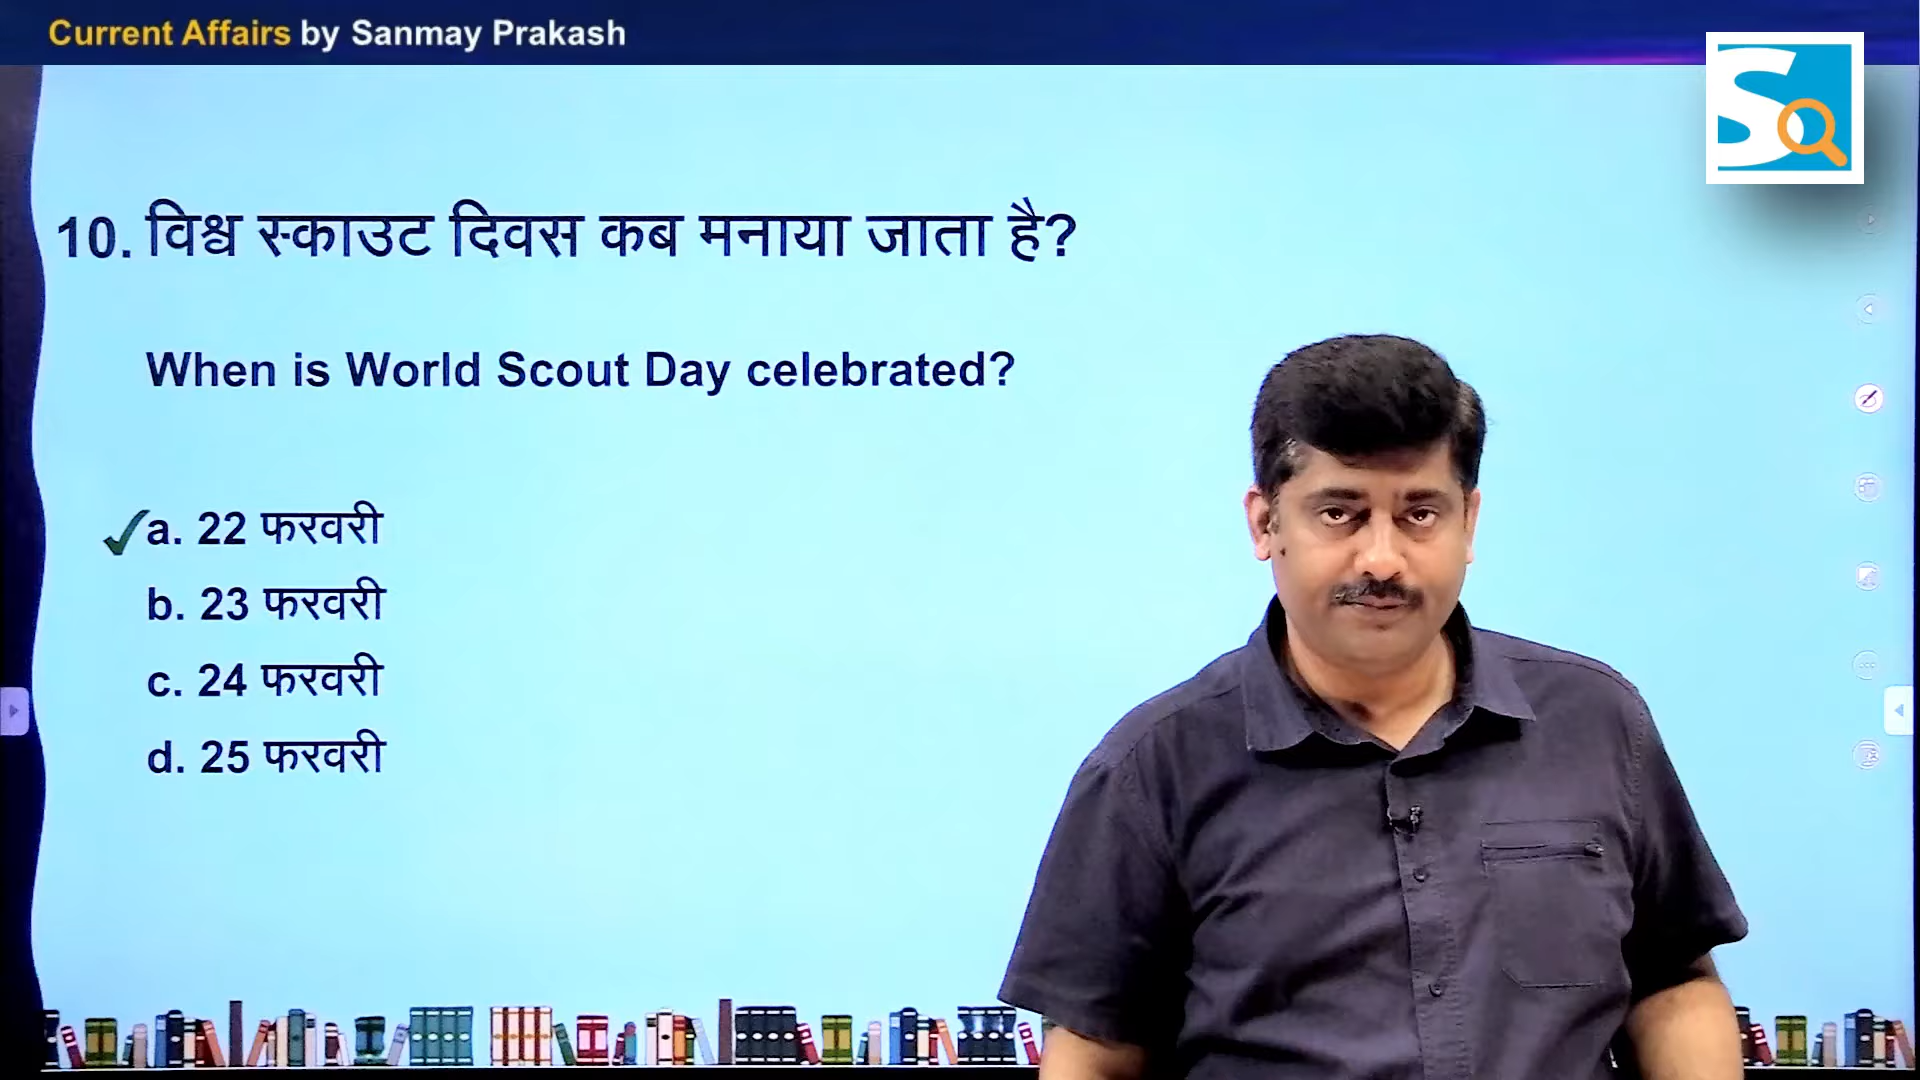 Current Affairs by Sanmay Prakash
SQ
10. विश्व स्काउट दिवस कब मनाया जाता है?
When is World Scout Day celebrated?
a. 22 फरवरी
b. 23 फरवरी
c. 24 फरवरी
d. 25 फरवरी